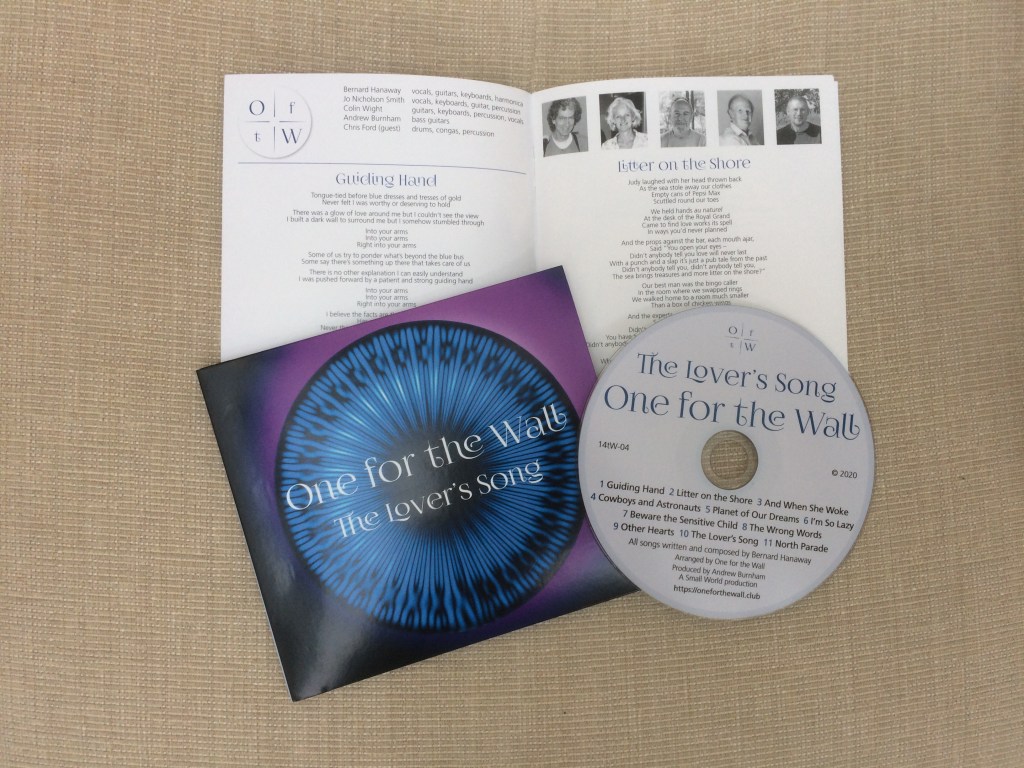 O f
t W
Bernard Hanaway vocals, guitars, keyboards, harmonica
Jo Nicholson Smith vocals, keyboards, guitar, percussion
Colin Wight guitars, keyboards, percussion, vocals
Andrew Burnham bass guitars
Chris Ford (guest) drums, congas, percussion
Guiding Hand
Tongue-tied before blue dresses and tresses of gold
Never felt I was worthy or deserving to hold
There was a glow of love around me but I couldn't see the view
I built a dark wall to surround me but I somehow stumbled through
Into your arms
Into your arms
Right into your arms
Some of us try to ponder what's beyond the blue bus
Some say there's something up there that takes care of us
There is no other explanation I can easily understand
I was pushed forward by a patient and strong guiding hand
Into your arms
Into your arms
Right into your arms
I believe the facts are
Never
Litter on the Shore
Judy laughed with her head thrown back
As the sea stole away our clothes
Empty cans of Pepsi Max
Scuttled round our toes
We held hands au naturel
At the desk of the Royal Grand
Came to find love works its spell
In ways you'd never planned
And the props against the bar, each mouth ajar,
Said "You open your eyes –
Didn't anybody tell you love will never last
With a punch and a slap it's just a pub tale from the past
Didn't anybody tell you, didn't anybody tell you,
The sea brings treasures and more litter on the shore?"
Our best man was the bingo caller
In the room where we swapped rings
We walked home to a room much smaller
Than a box of chicken wings
And the experts
Didn't
You have
didn't anybody
One for the Wall
The Lover's Song
O f
t W
The Lover's Song
One for the Wall
14tW-04
© 2020
1 Guiding Hand 2 Litter on the Shore 3 And When She Woke
4 Cowboys and Astronauts 5 Planet of Our Dreams 6 I'm So Lazy
7 Beware the Sensitive Child 8 The Wrong Words
9 Other Hearts 10 The Lover's Song 11 North Parade
All songs written and composed by Bernard Hanaway
Arranged by One for the Wall
Produced by Andrew Burnham
A Small World production
https://oneforthewall.club